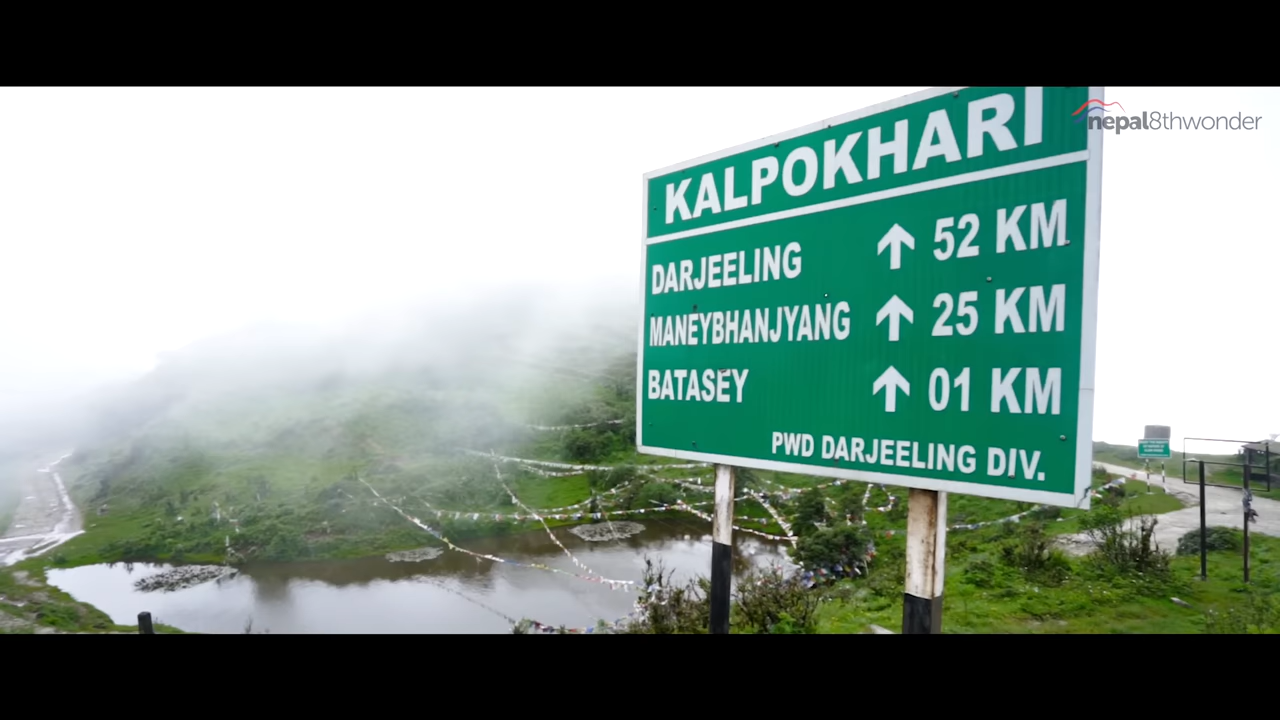 nepal8thwonder
KALPOKHARI
DARJEELING ↑ 52 KM
MANEYBHANJYANG ↑ 25 KM
BATASEY ↑ 01 KM
PWD DARJEELING DIV.